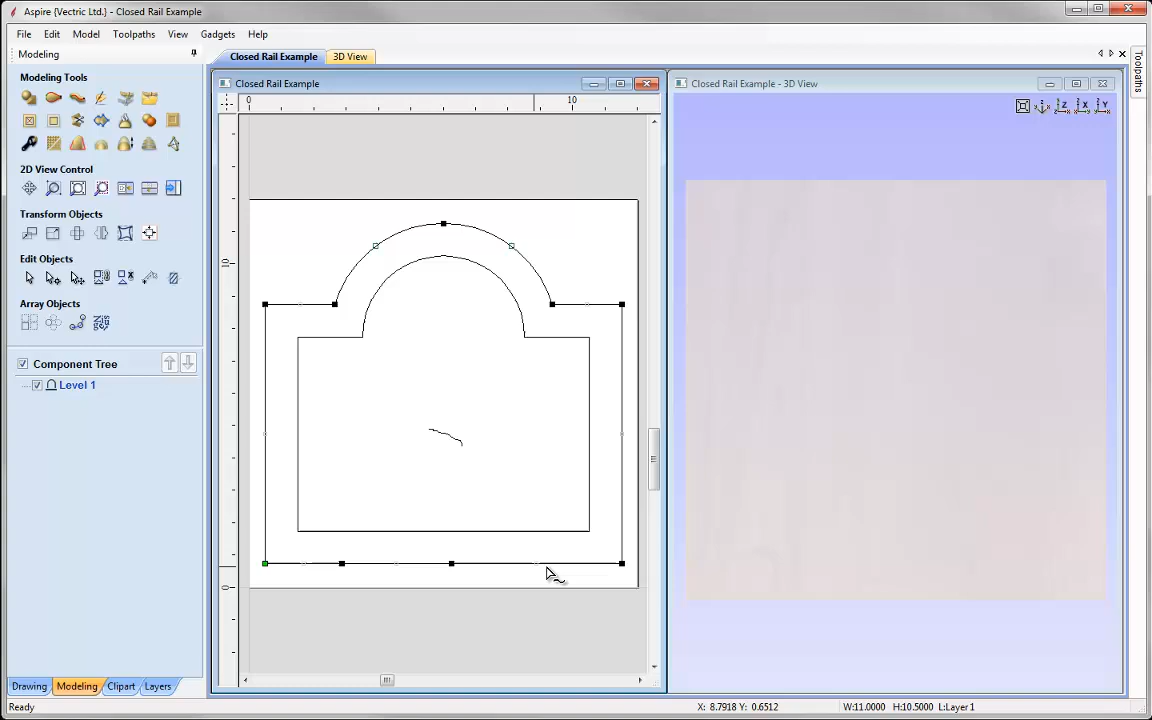 Aspire {Vectric Ltd.} - Closed Rail Example
File Edit Model Toolpaths View Gadgets Help
Modeling
Closed Rail Example 3D View
Toolpaths
Modeling Tools
2D View Control
Transform Objects
Edit Objects
Array Objects
Component Tree
Level 1
Closed Rail Example
0 10
10
0
Closed Rail Example - 3D View
Z X Y
Drawing Modeling Clipart Layers
Ready X: 8.7918 Y: 0.6512 W:11.0000 H:10.5000 L:Layer 1